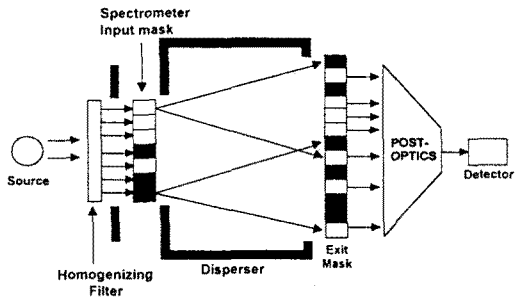 Spectrometer
Input mask
Source
Homogenizing
Filter
Disperser
Exit
Mask
POST-
OPTICS
Detector